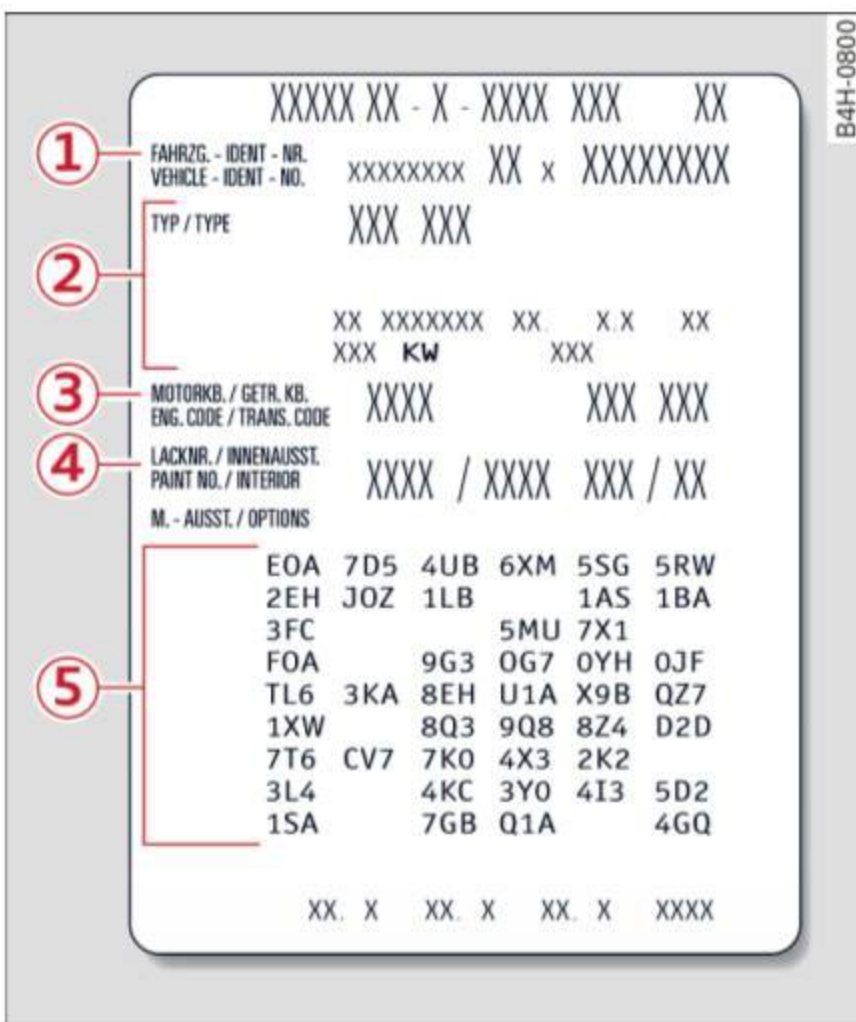 B4H-0800
XXXXX XX - X - XXXX XXX XX
1
FAHRZG. - IDENT - NR.
VEHICLE - IDENT - NO. XXXXXXXX XX X XXXXXXXX
2
TYP / TYPE XXX XXX
XX XXXXXXX XX. X.X XX
XXX KW XXX
3
MOTORKB. / GETR. KB.
ENG. CODE / TRANS. CODE XXXX XXX XXX
4
LACKNR. / INNENAUSST.
PAINT NO. / INTERIOR XXXX / XXXX XXX / XX
M. - AUSST. / OPTIONS
5
EOA 7D5 4UB 6XM 5SG 5RW
2EH JOZ 1LB 1AS 1BA
3FC 5MU 7X1
FOA 9G3 OG7 0YH 0JF
TL6 3KA 8EH U1A X9B QZ7
1XW 8Q3 9Q8 8Z4 D2D
7T6 CV7 7K0 4X3 2K2
3L4 4KC 3Y0 4I3 5D2
1SA 7GB Q1A 4GQ
XX. X XX. X XX. X XXXX